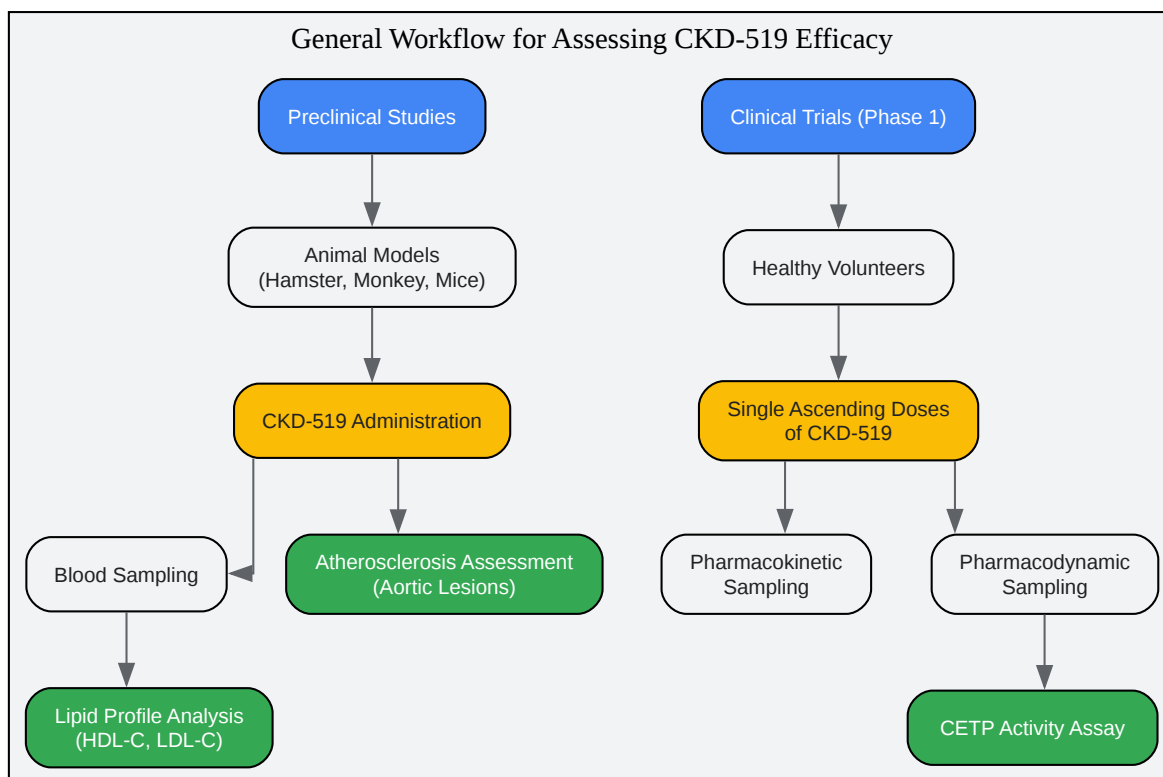 General Workflow for Assessing CKD-519 Efficacy
Preclinical Studies
Clinical Trials (Phase 1)
Animal Models
(Hamster, Monkey, Mice)
Healthy Volunteers
CKD-519 Administration
Single Ascending Doses
of CKD-519
Blood Sampling
Atherosclerosis Assessment
(Aortic Lesions)
Pharmacokinetic
Sampling
Pharmacodynamic
Sampling
Lipid Profile Analysis
(HDL-C, LDL-C)
CETP Activity Assay